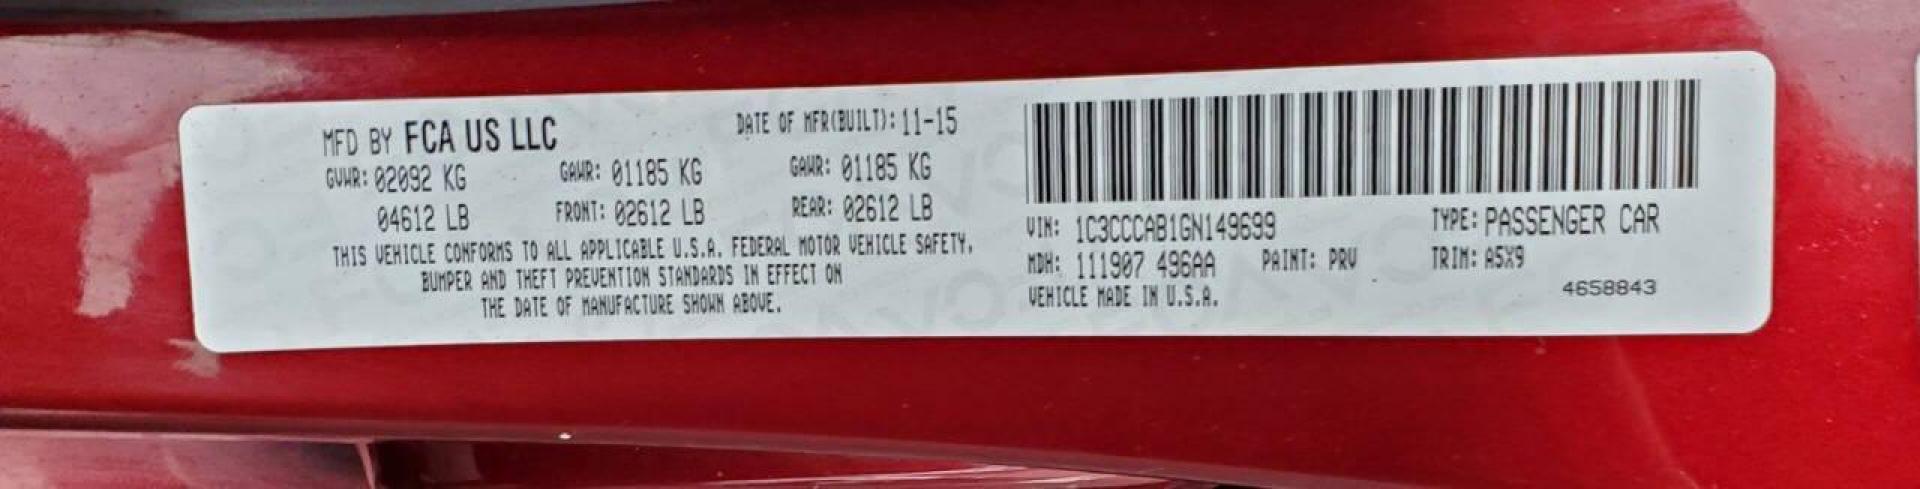 MFD BY FCA US LLC DATE OF MFR(BUILT): 11-15
GVWR: 02092 KG GAWR: 01185 KG GAWR: 01185 KG
04612 LB FRONT: 02612 LB REAR: 02612 LB
THIS VEHICLE CONFORMS TO ALL APPLICABLE U.S.A. FEDERAL MOTOR VEHICLE SAFETY,
BUMPER AND THEFT PREVENTION STANDARDS IN EFFECT ON
THE DATE OF MANUFACTURE SHOWN ABOVE.
VIN: 1C3CCCAB1GN149699 TYPE: PASSENGER CAR
MDH: 111907 496AA PAINT: PRV TRIM: A5X9
VEHICLE MADE IN U.S.A. 4658843